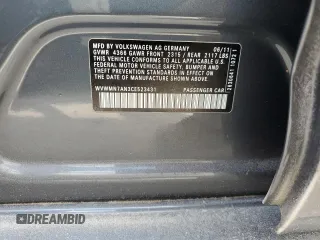 MFD BY VOLKSWAGEN AG GERMANY 06/11
GVWR 4366 GAWR FRONT 2315 / REAR 2117 LBS
THIS VEHICLE CONFORMS TO ALL APPLICABLE U.S.
FEDERAL MOTOR VEHICLE SAFETY, BUMPER, AND
THEFT PREVENTION STANDARDS IN EFFECT ON THE DATE
OF MANUFACTURE SHOWN ABOVE.
WVWMN7AN3CE523431 PASSENGER CAR
DREAMBID